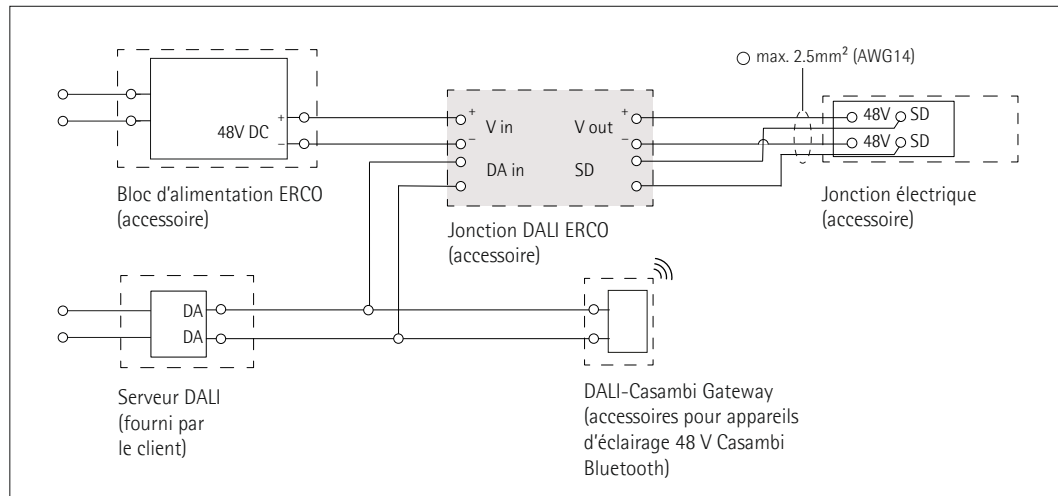 max. 2.5mm² (AWG14)
48V DC
+
−
Bloc d'alimentation ERCO
(accessoire)
+
V in
−
DA in
+
V out
−
SD
Jonction DALI ERCO
(accessoire)
48V SD
48V SD
Jonction électrique
(accessoire)
DA
DA
Serveur DALI
(fourni par
le client)
DALI-Casambi Gateway
(accessoires pour appareils
d'éclairage 48 V Casambi
Bluetooth)